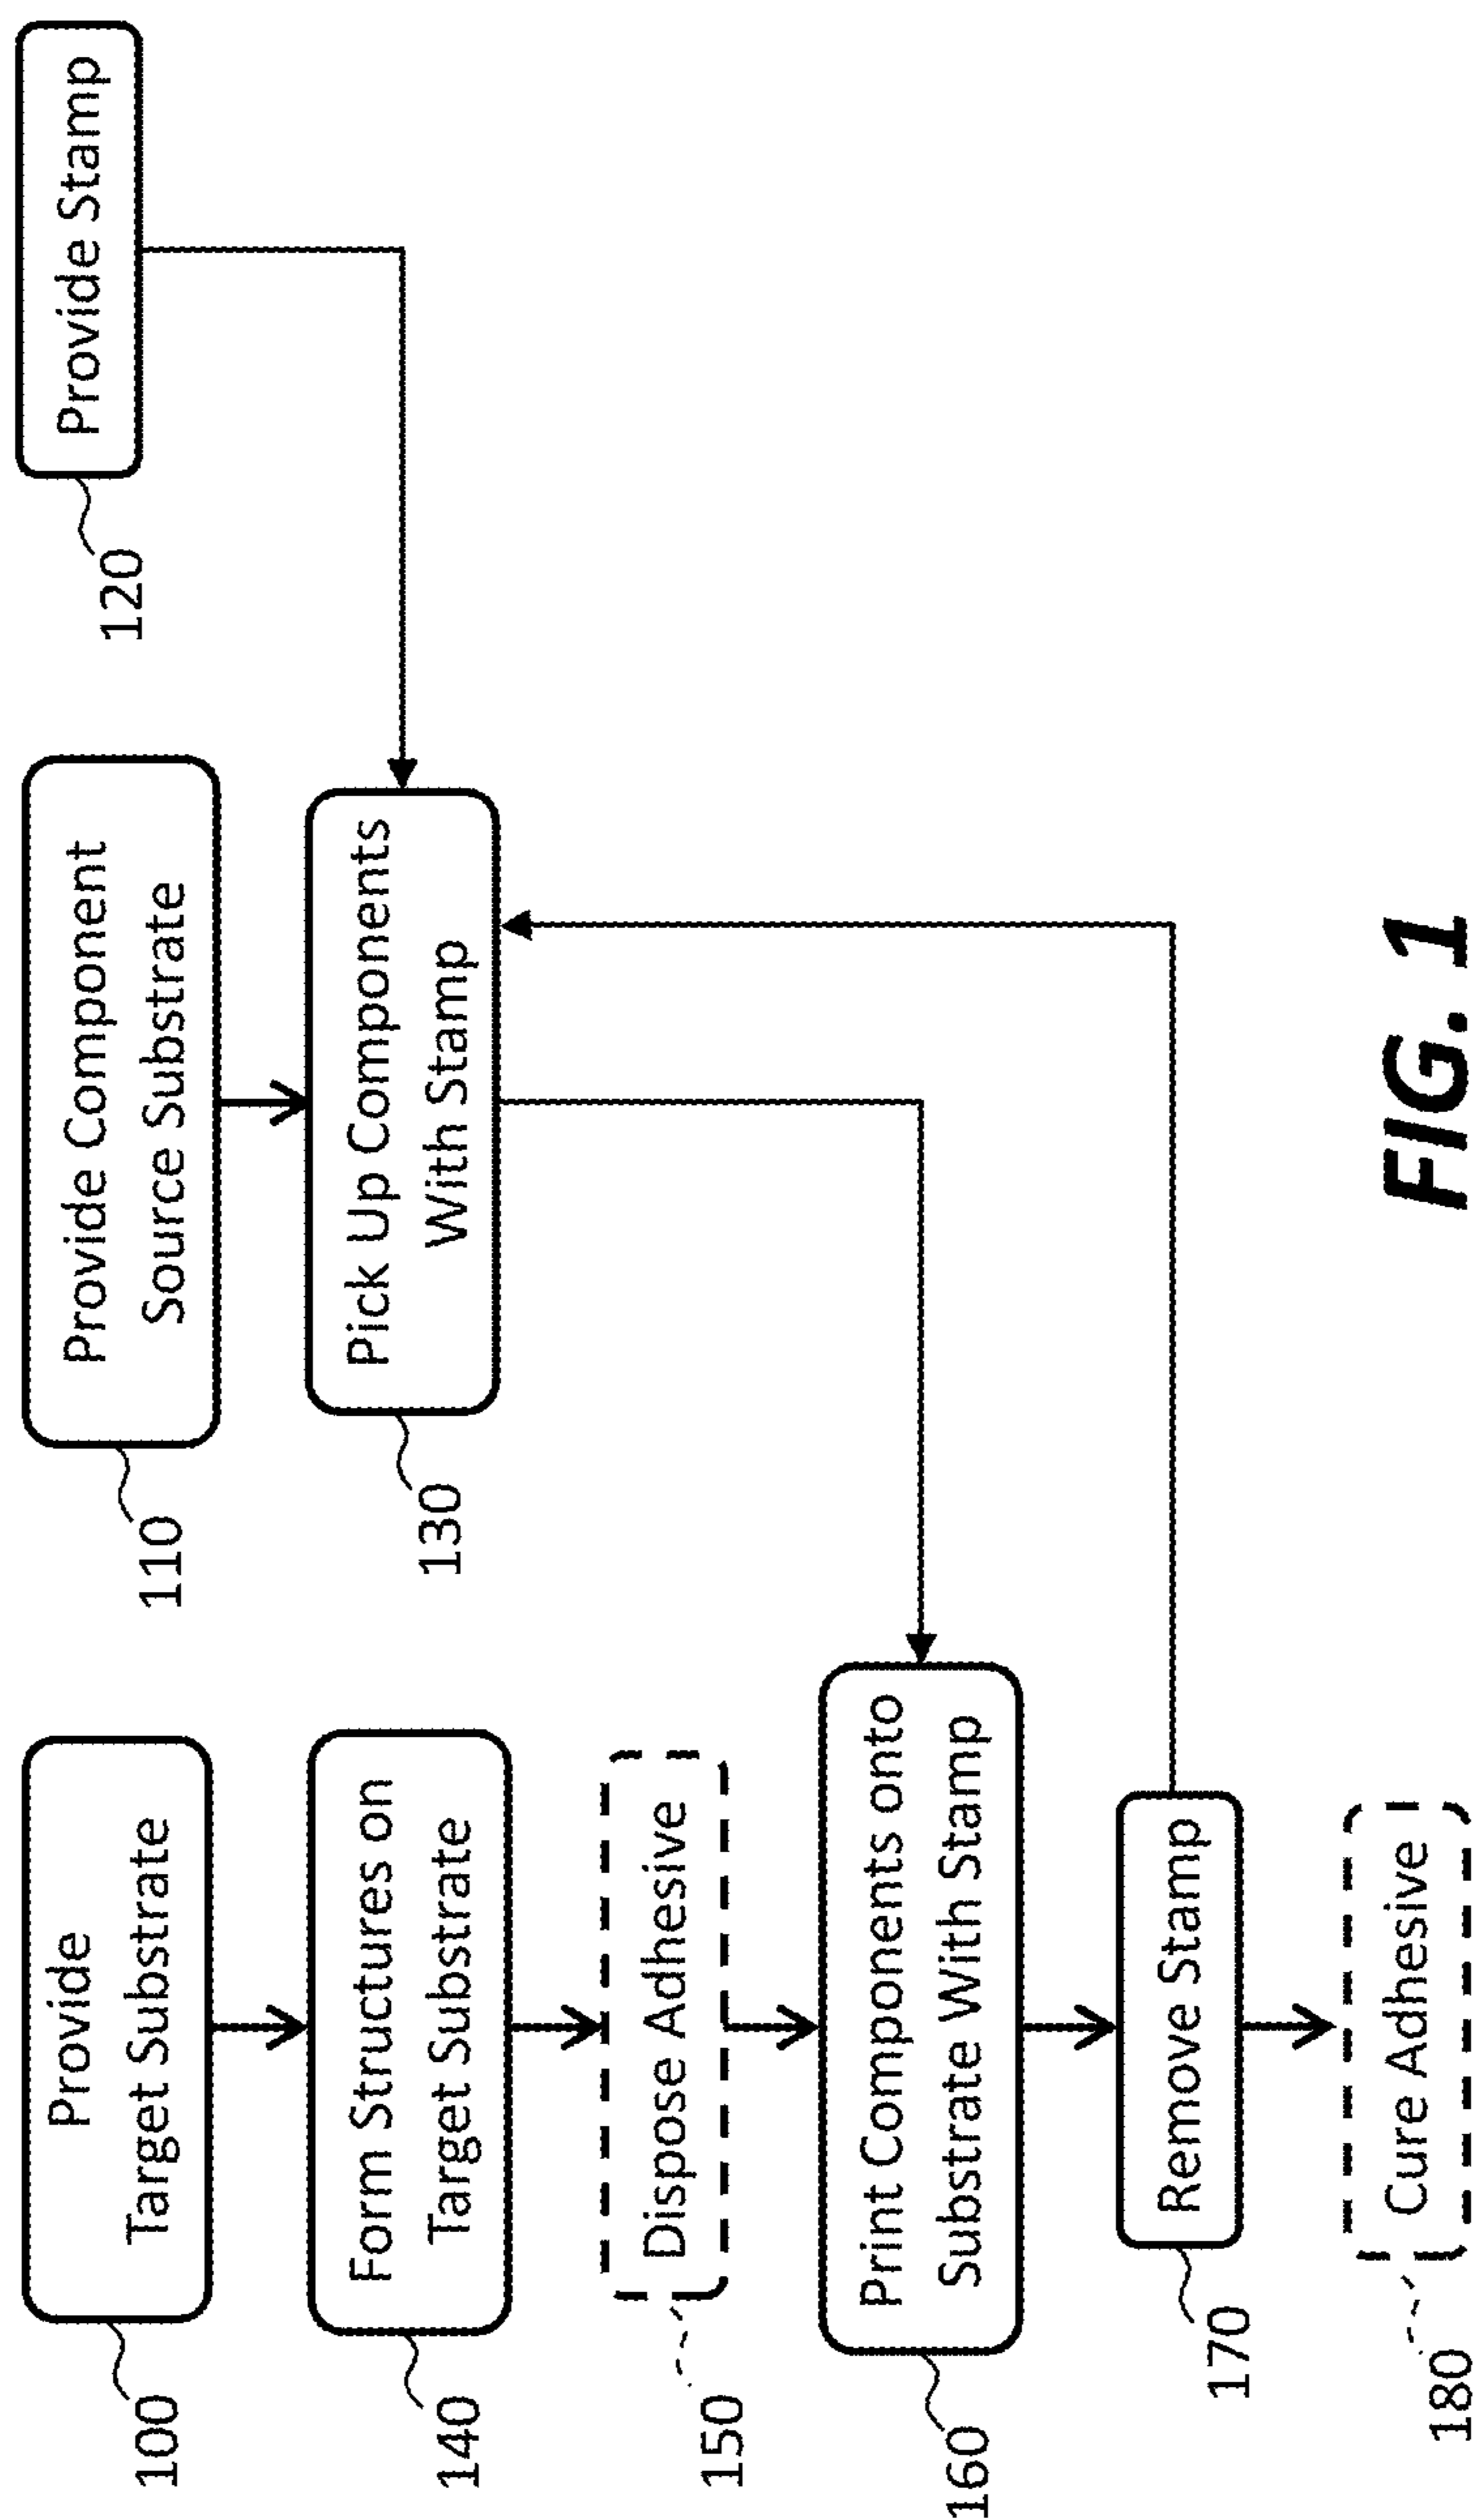 100
Provide
Target Substrate
110
Provide Component
Source Substrate
120
Provide Stamp
140
Form Structures on
Target Substrate
130
Pick Up Components
With Stamp
150
Dispose Adhesive
160
Print Components onto
Substrate With Stamp
170
Remove Stamp
180
Cure Adhesive
FIG. 1